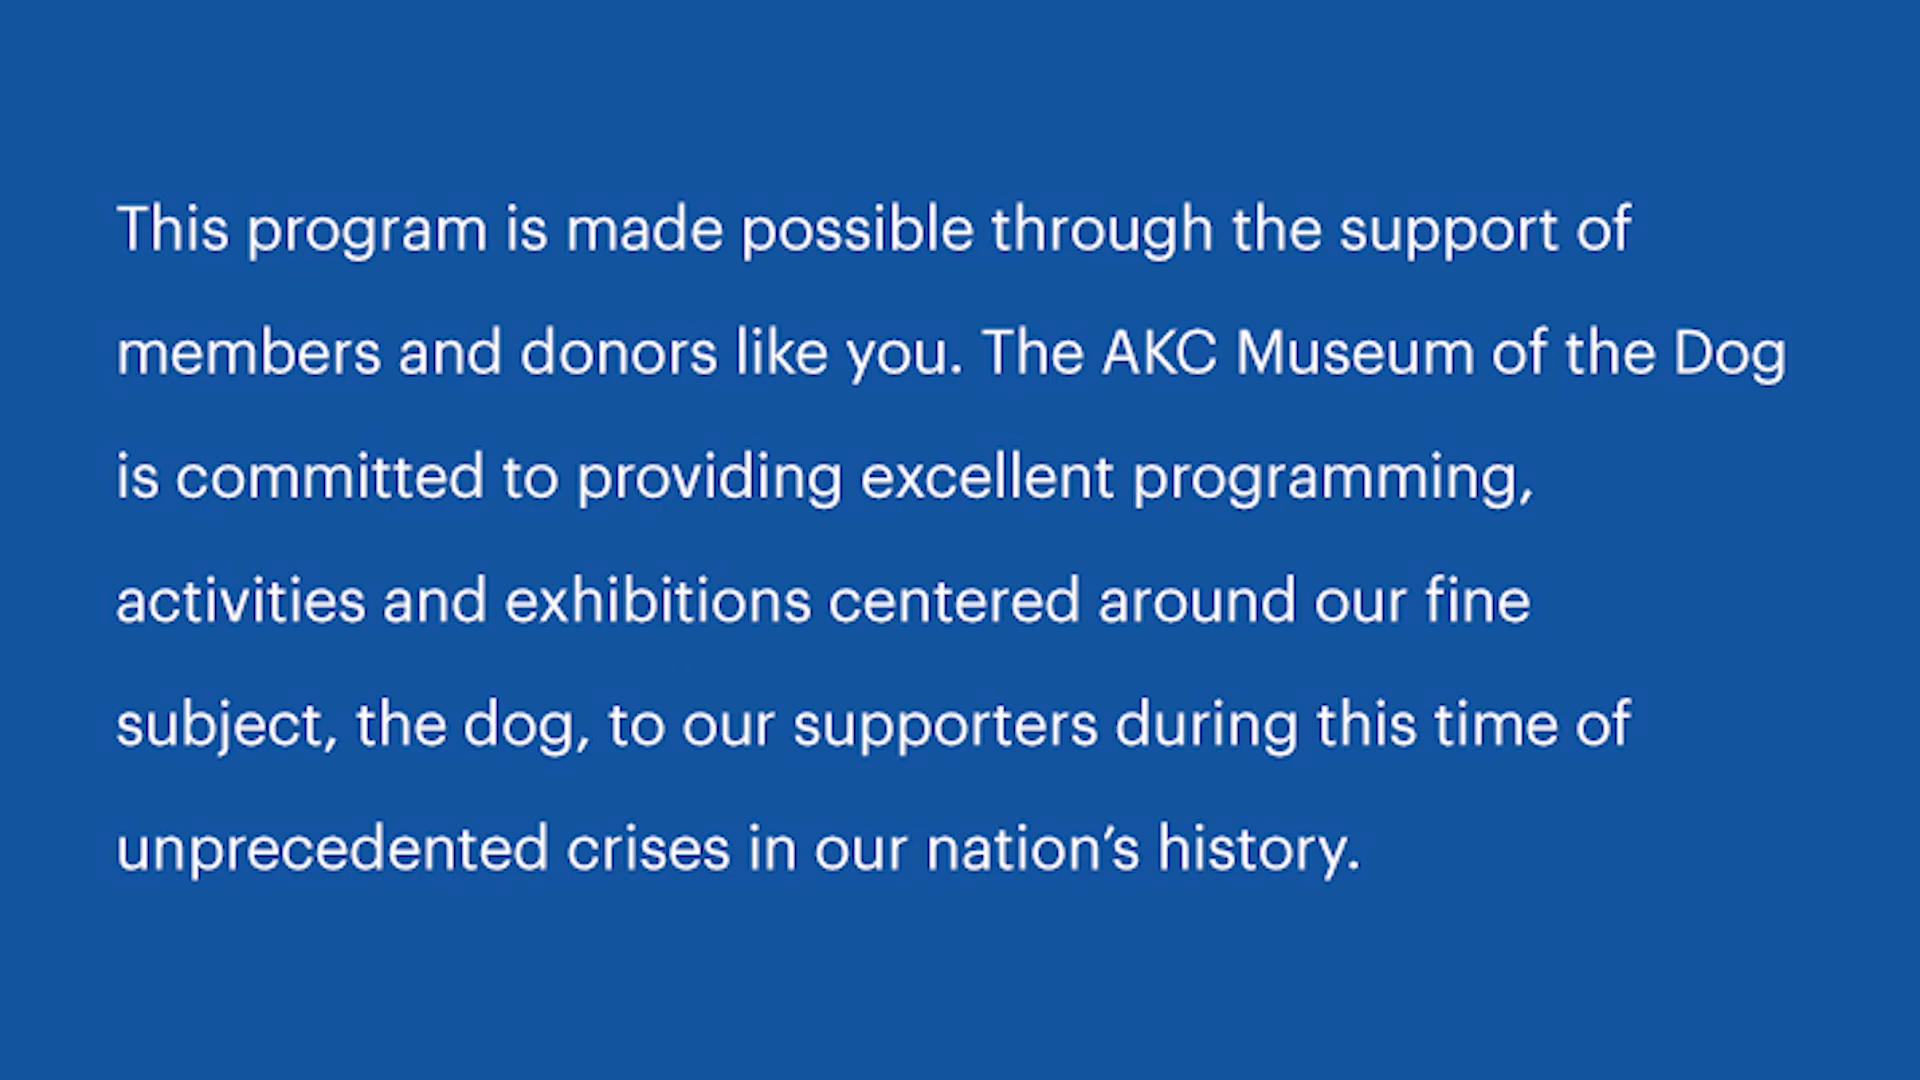 This program is made possible through the support of
members and donors like you. The AKC Museum of the Dog
is committed to providing excellent programming,
activities and exhibitions centered around our fine
subject, the dog, to our supporters during this time of
unprecedented crises in our nation’s history.